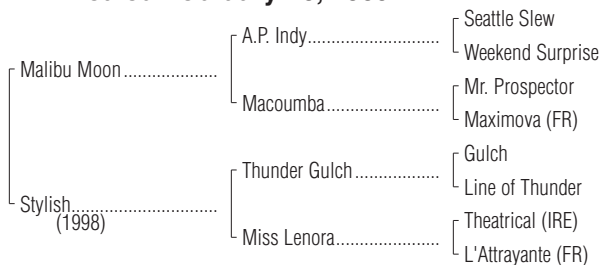 Seattle Slew
A.P. Indy
Weekend Surprise
Malibu Moon
Mr. Prospector
Macoumba
Maximova (FR)
Gulch
Thunder Gulch
Line of Thunder
Stylish
(1998)
Theatrical (IRE)
Miss Lenora
L'Attrayante (FR)